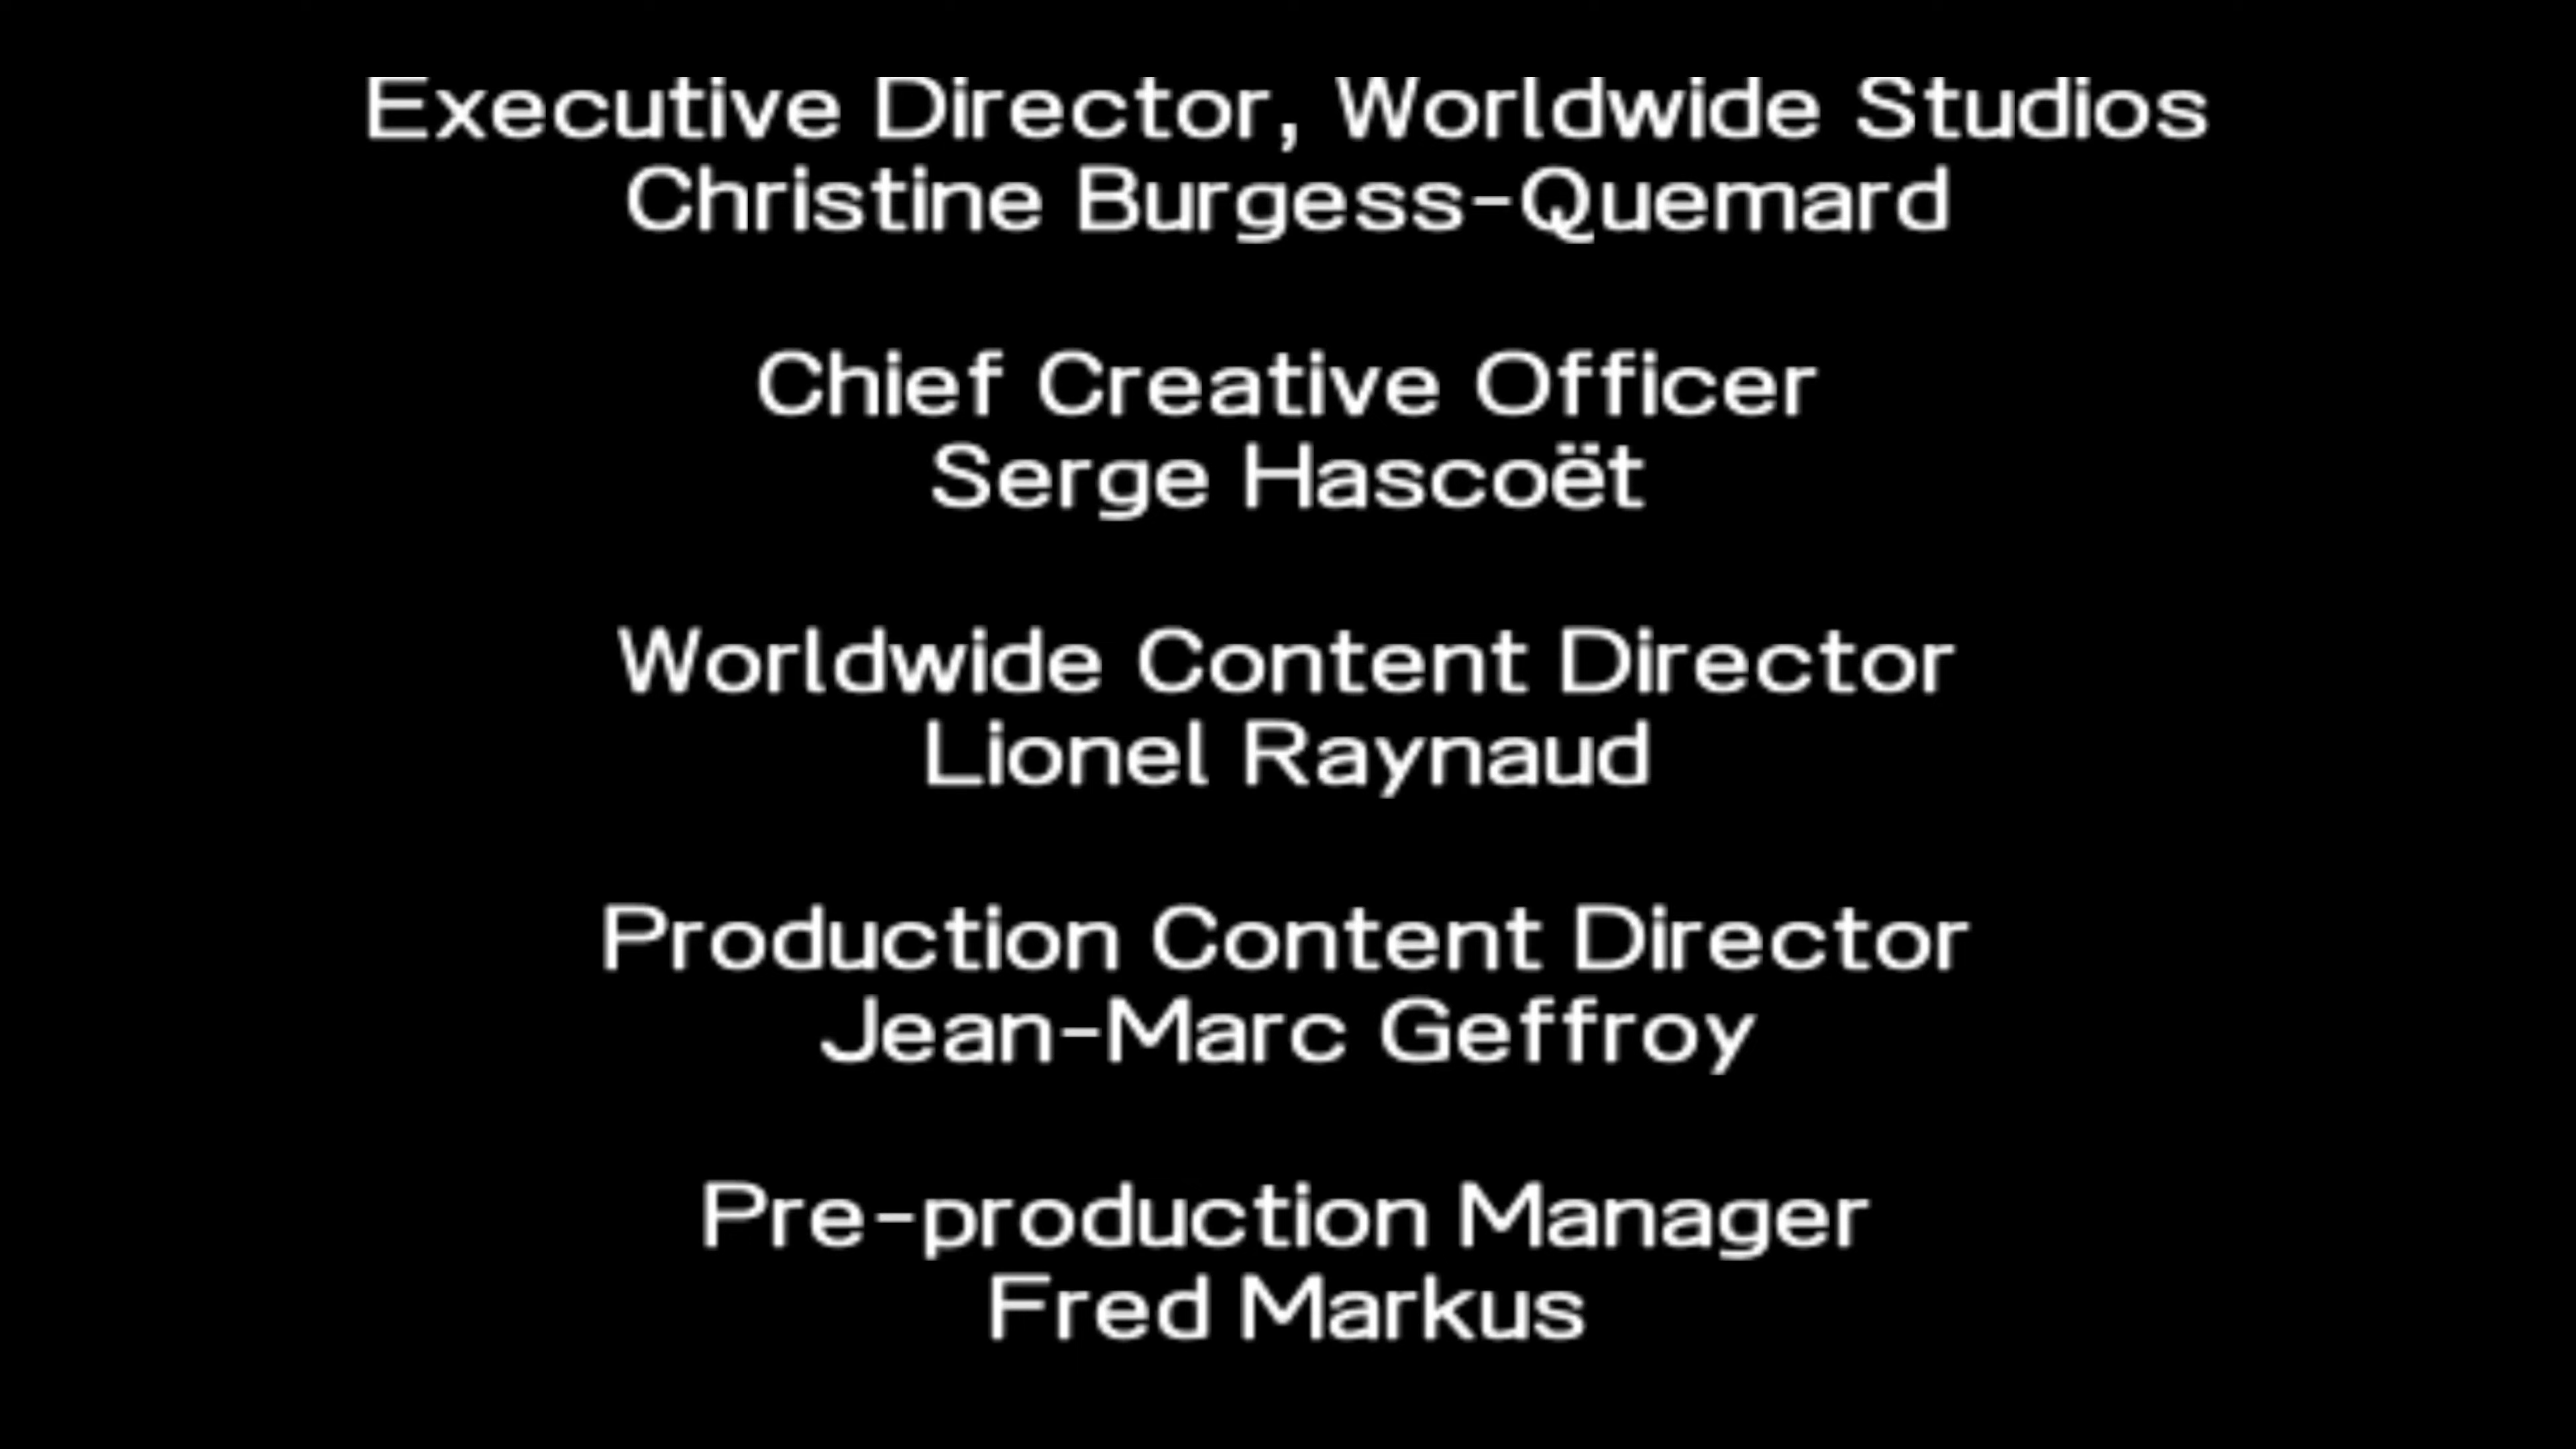 Executive Director, Worldwide Studios
Christine Burgess-Quemard
Chief Creative Officer
Serge Hascoët
Worldwide Content Director
Lionel Raynaud
Production Content Director
Jean-Marc Geffroy
Pre-production Manager
Fred Markus